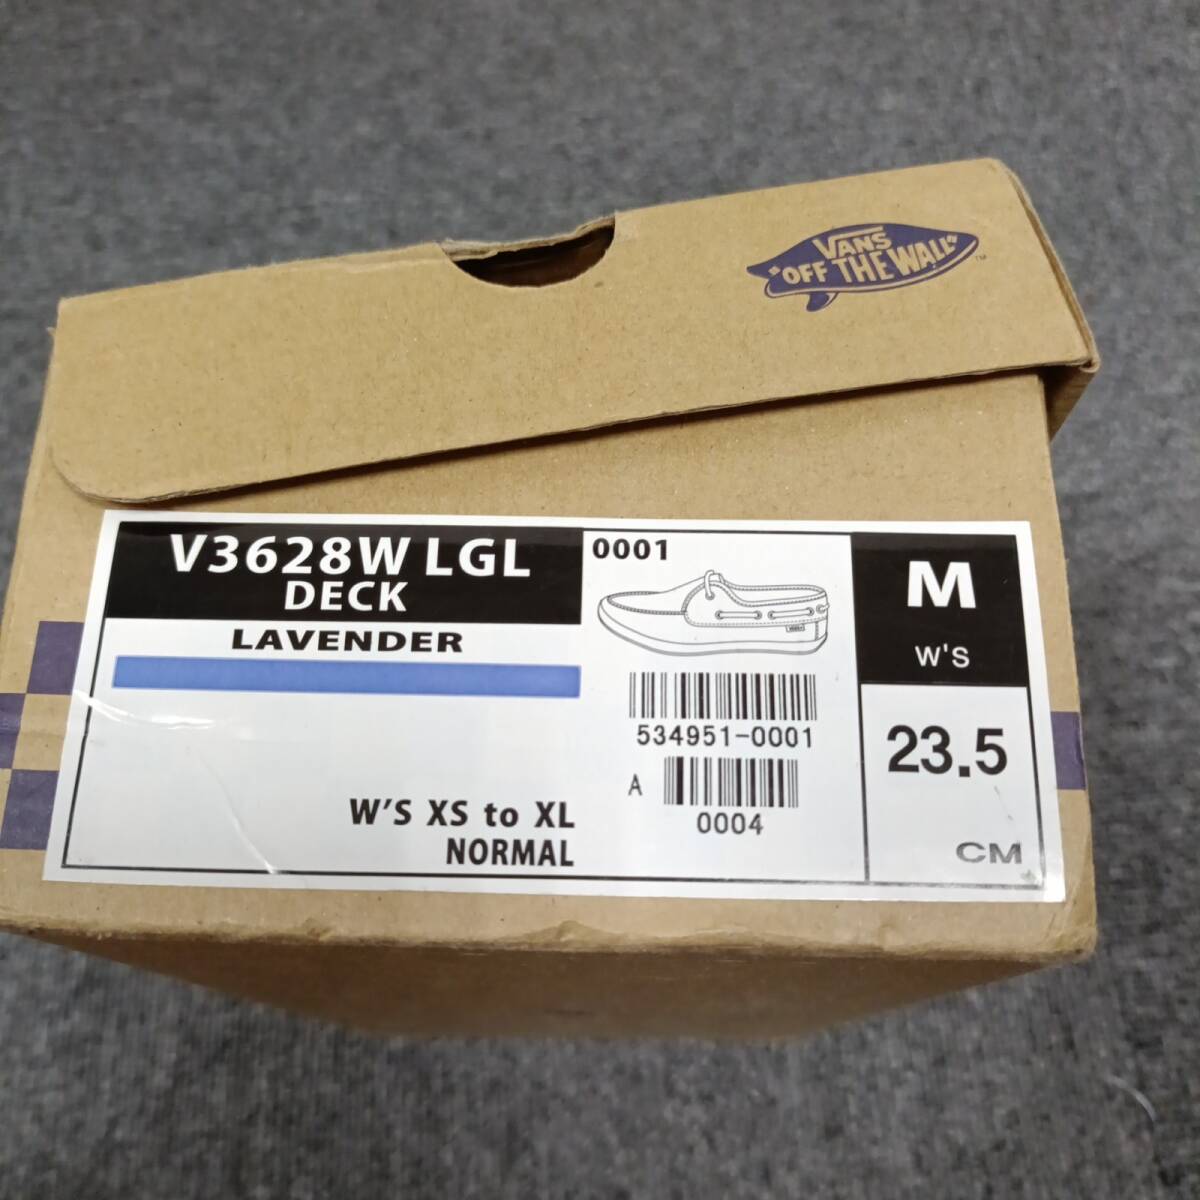 VANS
"OFF THE WALL"
TM
V3628W LGL
DECK
LAVENDER
W'S XS to XL
NORMAL
0001
534951-0001
A
0004
M
W'S
23.5
CM